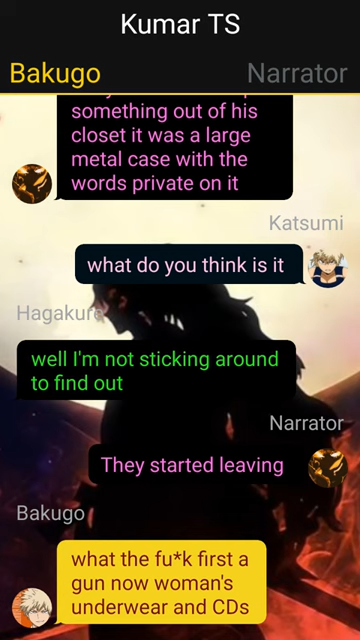 Kumar TS
Bakugo
Narrator
something out of his
closet it was a large
metal case with the
words private on it
Katsumi
what do you think is it
Hagakure
well I'm not sticking around
to find out
Narrator
They started leaving
Bakugo
what the fu*k first a
gun now woman's
underwear and CDs